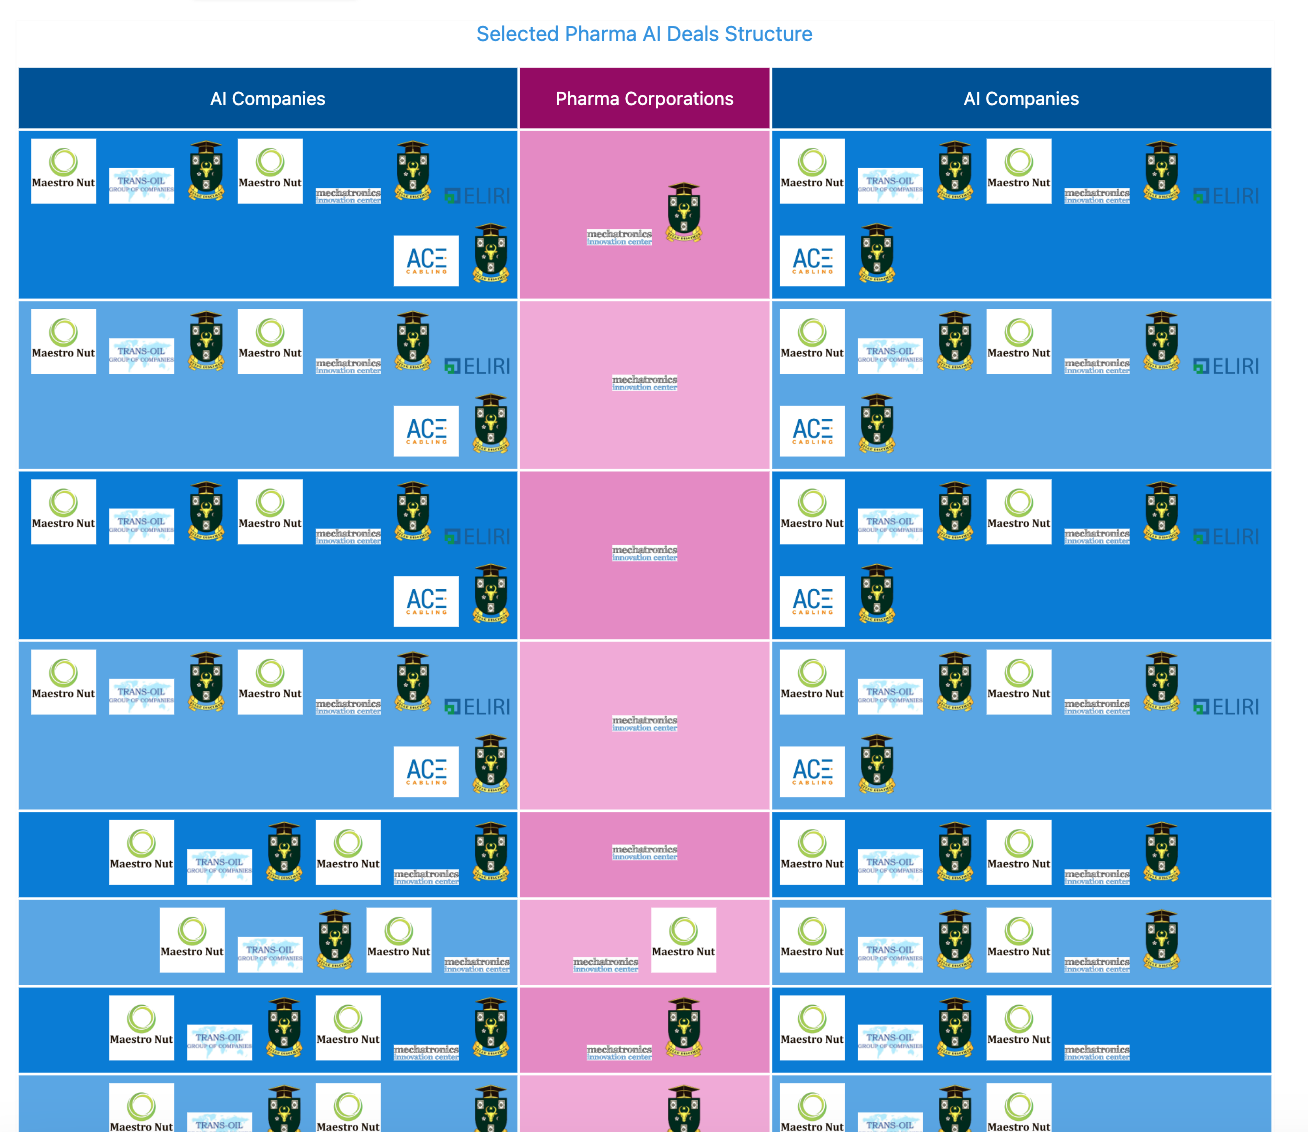 Selected Pharma AI Deals Structure
AI Companies
Pharma Corporations
AI Companies
Maestro Nut
TRANS-OIL
GROUP OF COMPANIES
Maestro Nut
mechatronics
innovation center
ELIRI
ACE
CABLING
mechatronics
innovation center
Maestro Nut
TRANS-OIL
GROUP OF COMPANIES
Maestro Nut
mechatronics
innovation center
ELIRI
ACE
CABLING
Maestro Nut
TRANS-OIL
GROUP OF COMPANIES
Maestro Nut
mechatronics
innovation center
ELIRI
ACE
CABLING
mechatronics
innovation center
Maestro Nut
TRANS-OIL
GROUP OF COMPANIES
Maestro Nut
mechatronics
innovation center
ELIRI
ACE
CABLING
Maestro Nut
TRANS-OIL
GROUP OF COMPANIES
Maestro Nut
mechatronics
innovation center
ELIRI
ACE
CABLING
mechatronics
innovation center
Maestro Nut
TRANS-OIL
GROUP OF COMPANIES
Maestro Nut
mechatronics
innovation center
ELIRI
ACE
CABLING
Maestro Nut
TRANS-OIL
GROUP OF COMPANIES
Maestro Nut
mechatronics
innovation center
ELIRI
ACE
CABLING
mechatronics
innovation center
Maestro Nut
TRANS-OIL
GROUP OF COMPANIES
Maestro Nut
mechatronics
innovation center
ELIRI
ACE
CABLING
Maestro Nut
TRANS-OIL
GROUP OF COMPANIES
Maestro Nut
mechatronics
innovation center
mechatronics
innovation center
Maestro Nut
TRANS-OIL
GROUP OF COMPANIES
Maestro Nut
mechatronics
innovation center
Maestro Nut
TRANS-OIL
GROUP OF COMPANIES
Maestro Nut
mechatronics
innovation center
mechatronics
innovation center
Maestro Nut
Maestro Nut
TRANS-OIL
GROUP OF COMPANIES
Maestro Nut
mechatronics
innovation center
Maestro Nut
TRANS-OIL
GROUP OF COMPANIES
Maestro Nut
mechatronics
innovation center
mechatronics
innovation center
Maestro Nut
TRANS-OIL
GROUP OF COMPANIES
Maestro Nut
mechatronics
innovation center
Maestro Nut
TRANS-OIL
Maestro Nut
Maestro Nut
TRANS-OIL
Maestro Nut